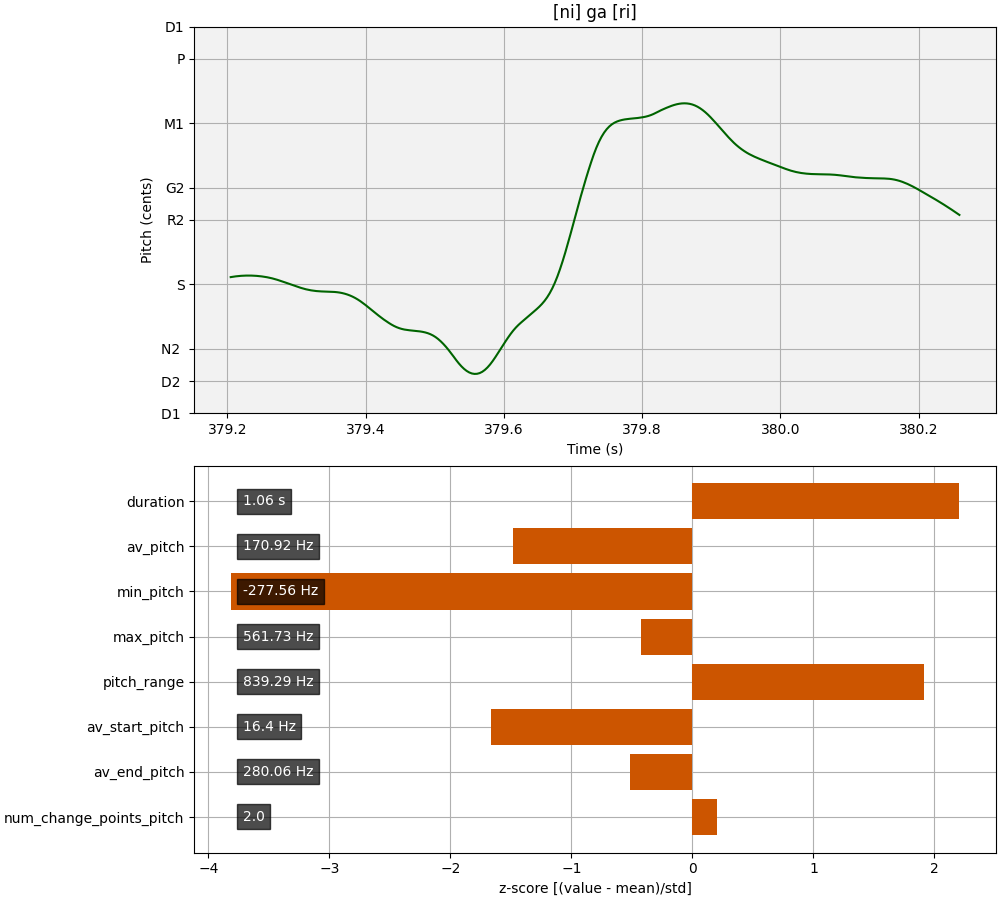 [ni] ga [ri]
D1
P
M1
G2
R2
S
N2
D2
D1
Pitch (cents)
379.2 379.4 379.6 379.8 380.0 380.2
Time (s)
duration 1.06 s
av_pitch 170.92 Hz
min_pitch -277.56 Hz
max_pitch 561.73 Hz
pitch_range 839.29 Hz
av_start_pitch 16.4 Hz
av_end_pitch 280.06 Hz
num_change_points_pitch 2.0
−4 −3 −2 −1 0 1 2
z-score [(value - mean)/std]